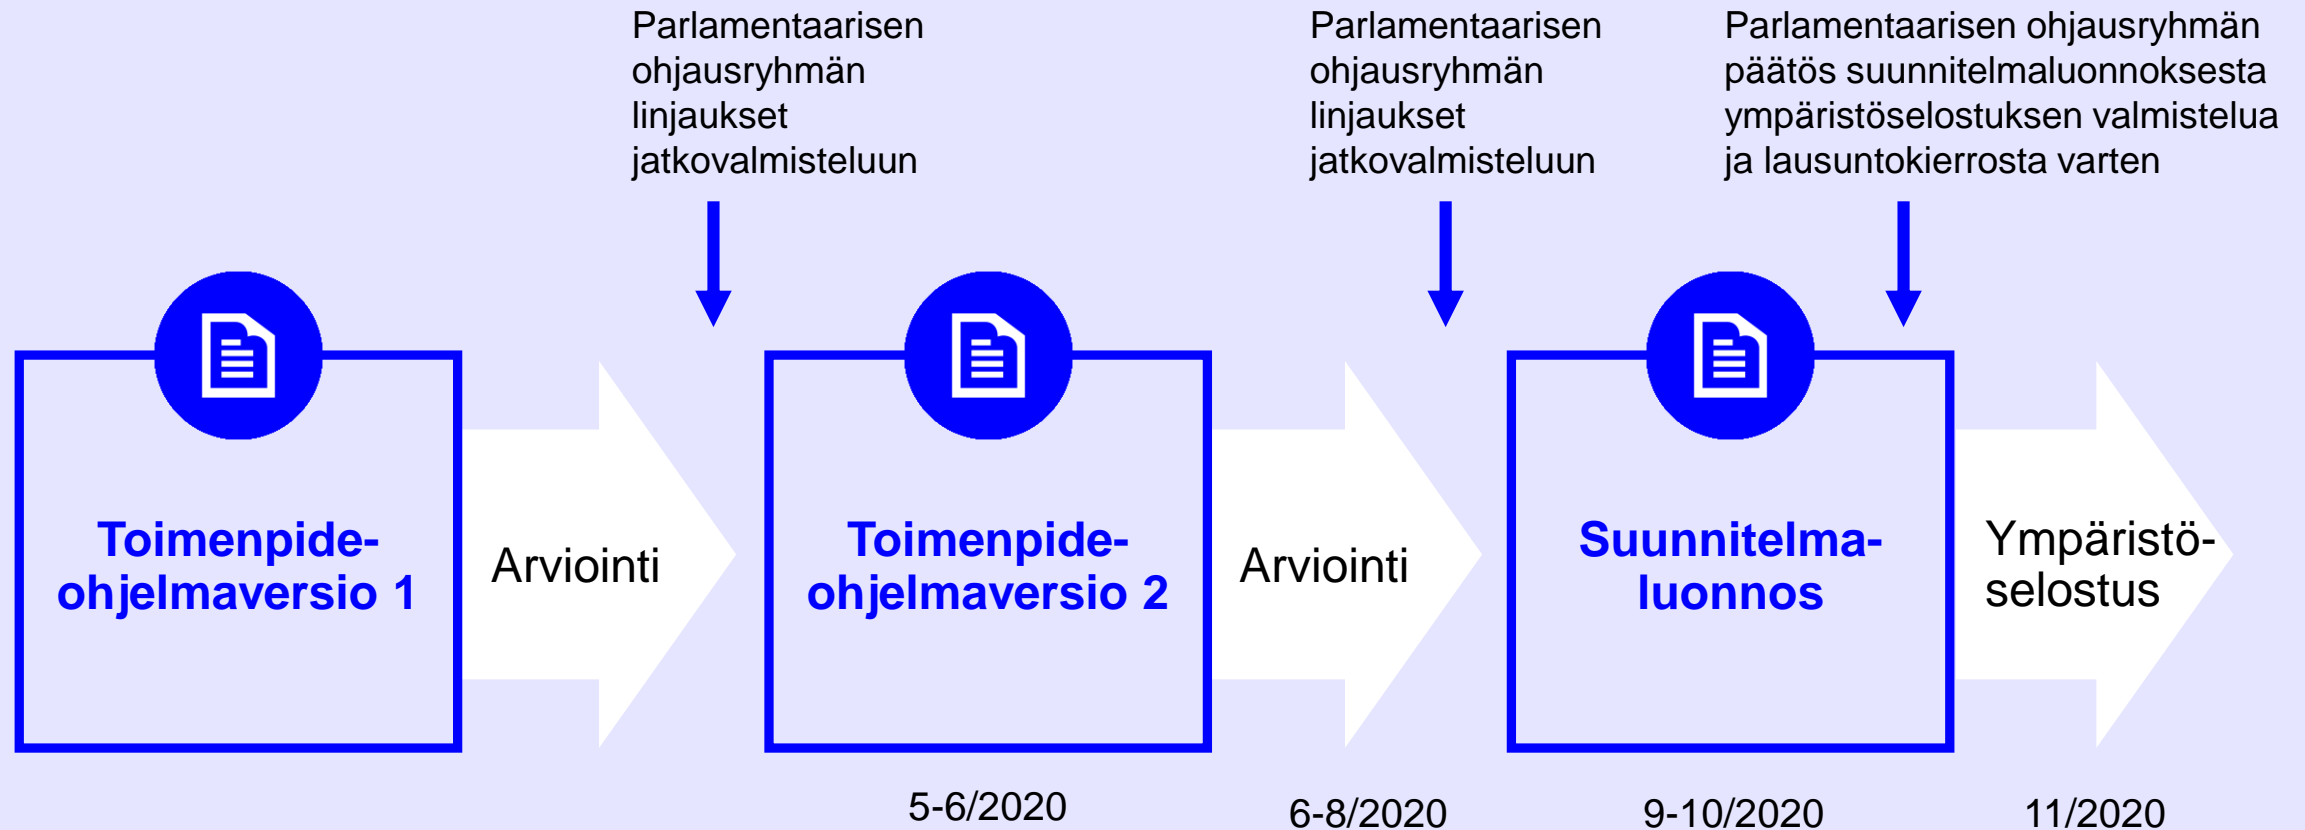 Parlamentaarisen
ohjausryhmän
linjaukset
jatkovalmisteluun
Parlamentaarisen
ohjausryhmän
linjaukset
jatkovalmisteluun
Parlamentaarisen ohjausryhmän
päätös suunnitelmaluonnoksesta
ympäristöselostuksen valmistelua
ja lausuntokierrosta varten
Toimenpide-
ohjelmaversio 1
Arviointi
Toimenpide-
ohjelmaversio 2
Arviointi
Suunnitelma-
luonnos
Ympäristö-
selostus
5-6/2020
6-8/2020
9-10/2020
11/2020